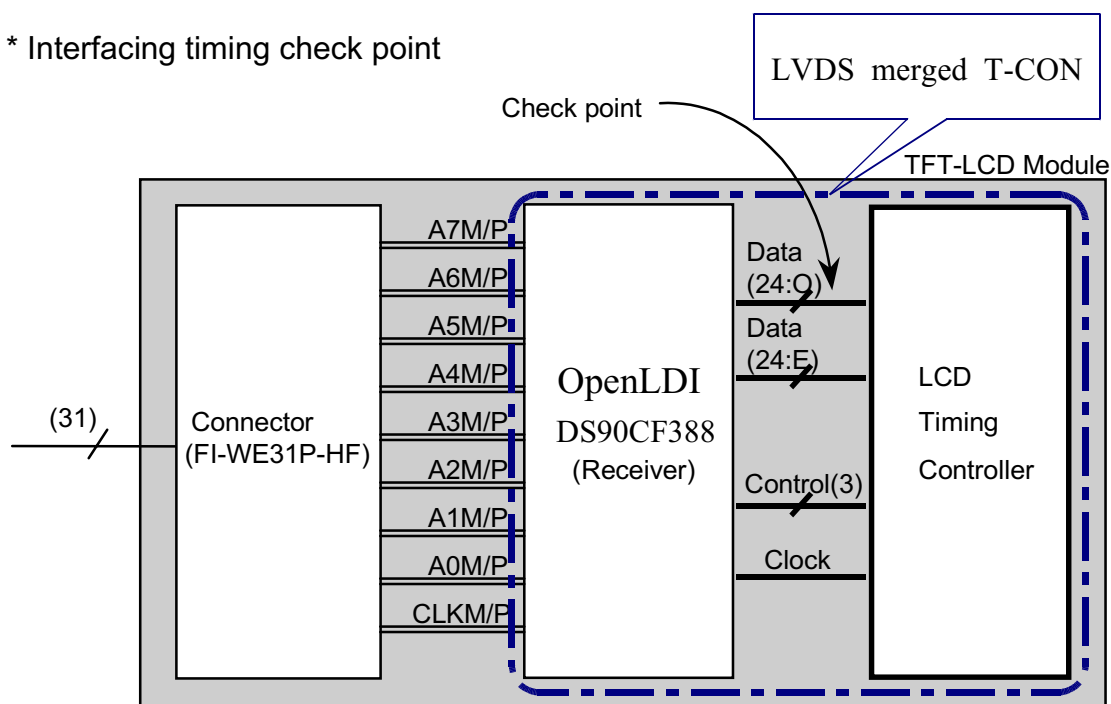 * Interfacing timing check point
LVDS merged T-CON
Check point
TFT-LCD Module
A7M/P
A6M/P
A5M/P
A4M/P
A3M/P
A2M/P
A1M/P
A0M/P
CLKM/P
(31)
Connector
(FI-WE31P-HF)
OpenLDI
DS90CF388
(Receiver)
Data
(24:O)
Data
(24:E)
Control(3)
Clock
LCD
Timing
Controller